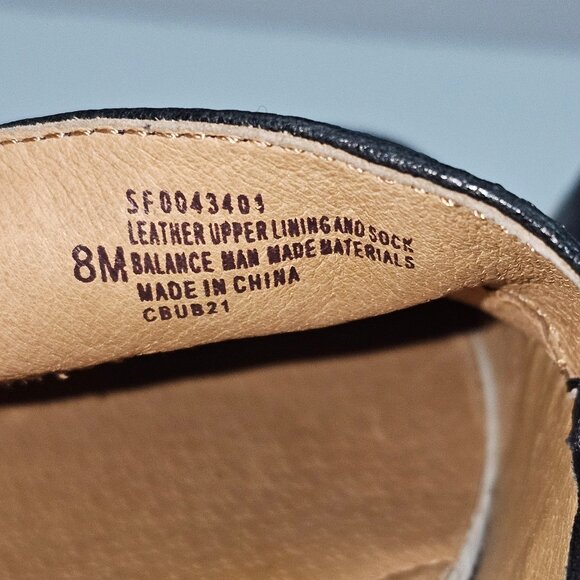 SF0043401
LEATHER UPPER LINING AND SOCK
8M BALANCE MAN MADE MATERIALS
MADE IN CHINA
CBUB21